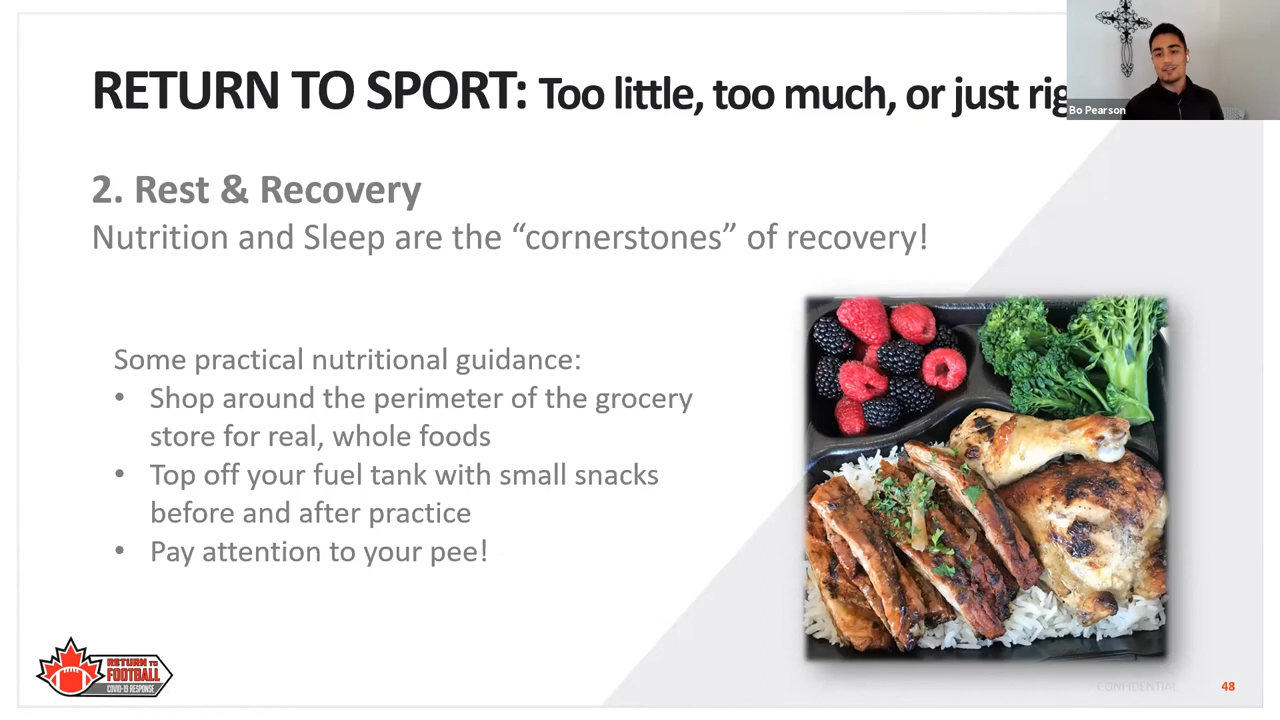 RETURN TO SPORT: Too little, too much, or just rig
Bo Pearson
2. Rest & Recovery
Nutrition and Sleep are the “cornerstones” of recovery!
Some practical nutritional guidance:
• Shop around the perimeter of the grocery
store for real, whole foods
• Top off your fuel tank with small snacks
before and after practice
• Pay attention to your pee!
RETURN TO
FOOTBALL
COVID-19 RESPONSE
CONFIDENTIAL
48